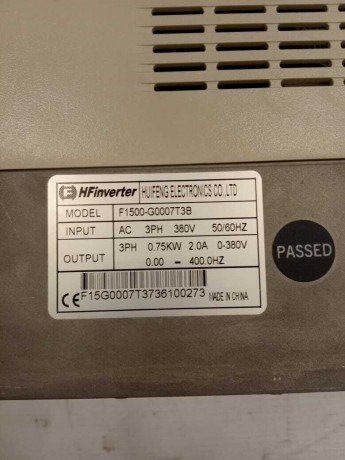 HFinverter HUIFENG ELECTRONICS CO.,LTD
MODEL F1500-G0007T3B
INPUT AC 3PH 380V 50/60HZ
OUTPUT 3PH 0.75KW 2.0A 0-380V
0.00 – 400.0HZ
PASSED
CE F15G0007T3736100273 MADE IN CHINA